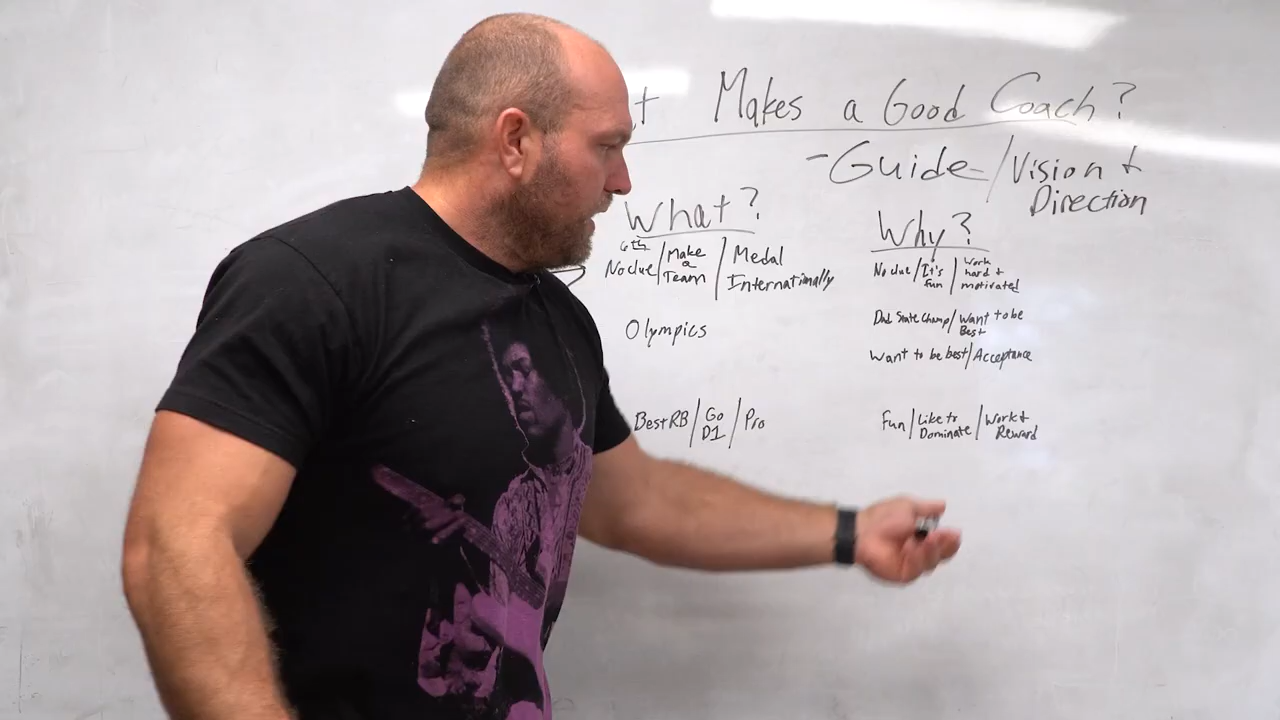 t Makes a Good Coach?
- Guide / Vision +
Direction
What?
Why?
6th
No clue / Make a Team / Medal Internationally
No clue / It's fun / Work hard + motivated
Olympics
Dad State Champ / Want to be Best
Want to be best / Acceptance
Best RB / Go D1 / Pro
Fun / Like to Dominate / Work + Reward